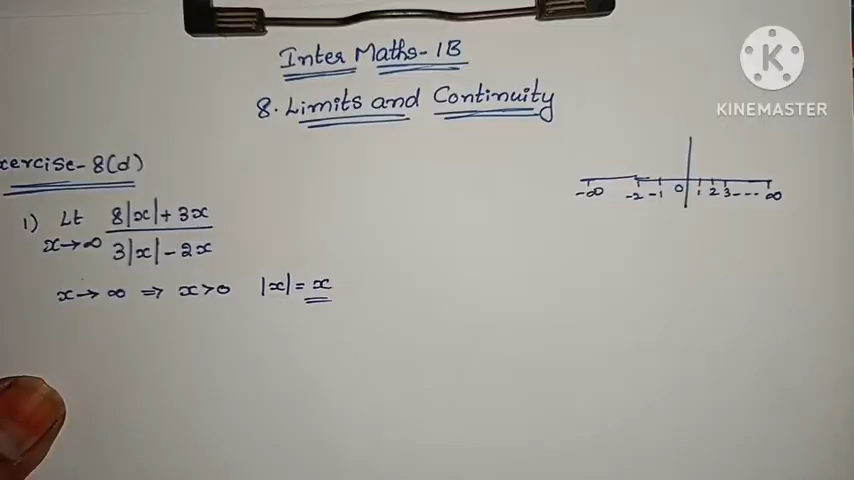 Inter Maths-1B
8. Limits and Continuity
K
KINEMASTER
xercise-8(d)
-∞ -2 -1 0 1 2 3--- ∞
1) Lt 8|x|+3x
x→∞ 3|x|-2x
x→∞ ⇒ x>0 |x|=x